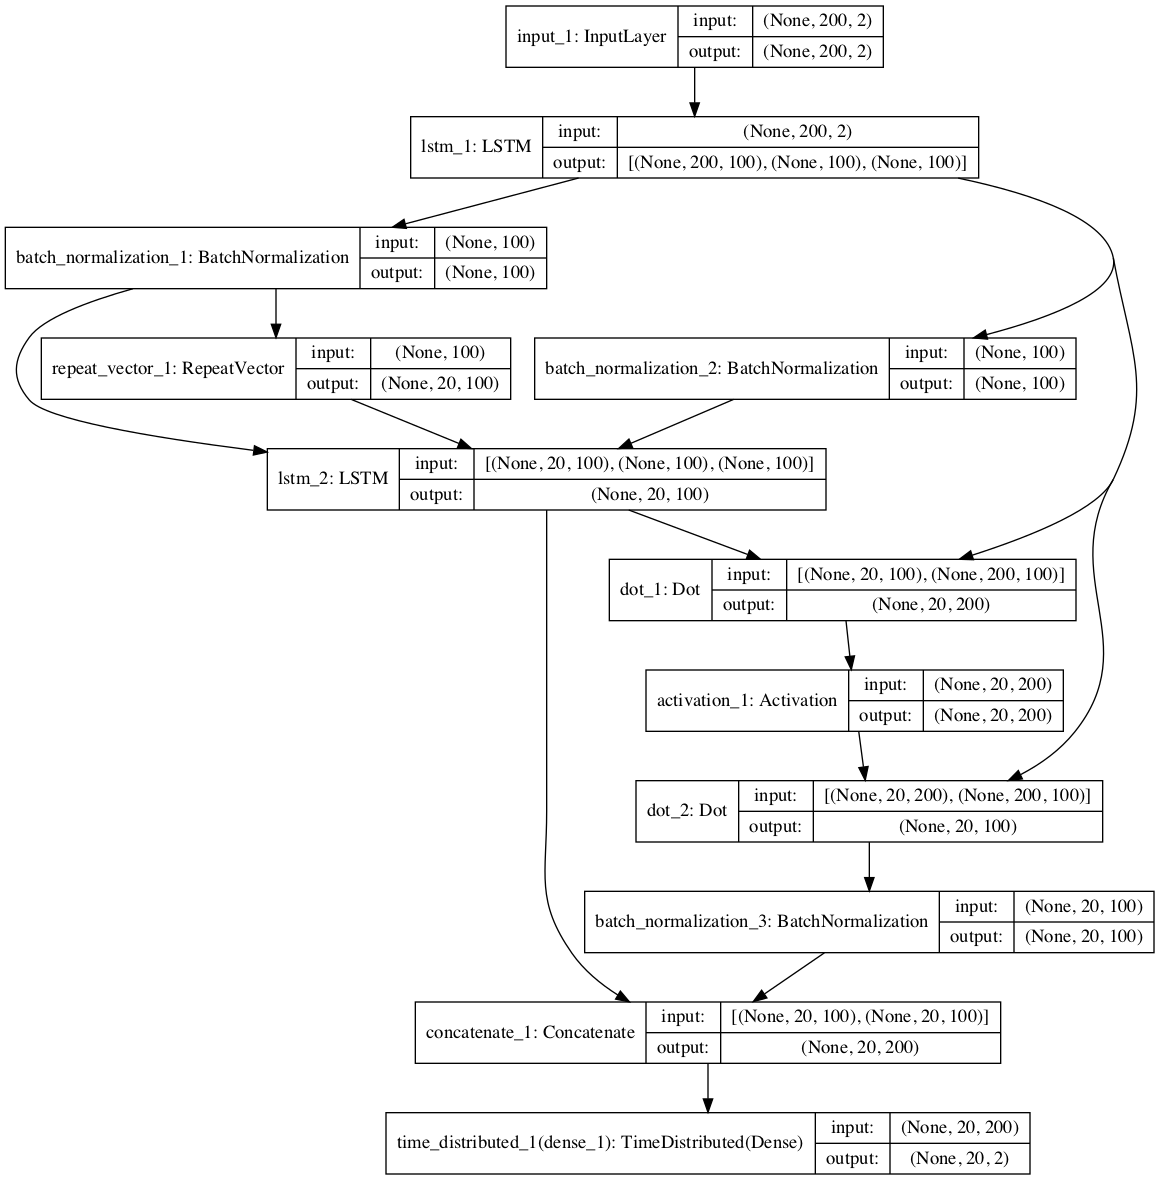 input_1: InputLayer
input: (None, 200, 2)
output: (None, 200, 2)
lstm_1: LSTM
input: (None, 200, 2)
output: [(None, 200, 100), (None, 100), (None, 100)]
batch_normalization_1: BatchNormalization
input: (None, 100)
output: (None, 100)
repeat_vector_1: RepeatVector
input: (None, 100)
output: (None, 20, 100)
batch_normalization_2: BatchNormalization
input: (None, 100)
output: (None, 100)
lstm_2: LSTM
input: [(None, 20, 100), (None, 100), (None, 100)]
output: (None, 20, 100)
dot_1: Dot
input: [(None, 20, 100), (None, 200, 100)]
output: (None, 20, 200)
activation_1: Activation
input: (None, 20, 200)
output: (None, 20, 200)
dot_2: Dot
input: [(None, 20, 200), (None, 200, 100)]
output: (None, 20, 100)
batch_normalization_3: BatchNormalization
input: (None, 20, 100)
output: (None, 20, 100)
concatenate_1: Concatenate
input: [(None, 20, 100), (None, 20, 100)]
output: (None, 20, 200)
time_distributed_1(dense_1): TimeDistributed(Dense)
input: (None, 20, 200)
output: (None, 20, 2)